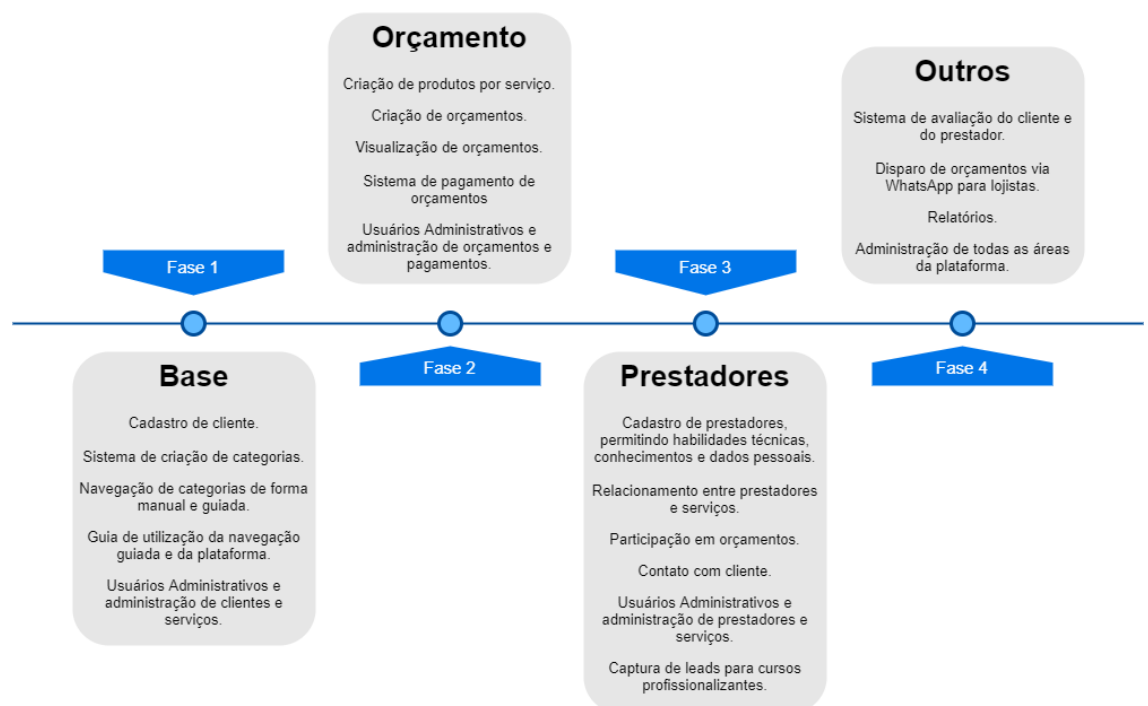 Orçamento
Criação de produtos por serviço.
Criação de orçamentos.
Visualização de orçamentos.
Sistema de pagamento de
orçamentos
Usuários Administrativos e
administração de orçamentos e
pagamentos.
Outros
Sistema de avaliação do cliente e
do prestador.
Disparo de orçamentos via
WhatsApp para lojistas.
Relatórios.
Administração de todas as áreas
da plataforma.
Fase 1
Fase 3
Fase 2
Fase 4
Base
Cadastro de cliente.
Sistema de criação de categorias.
Navegação de categorias de forma
manual e guiada.
Guia de utilização da navegação
guiada e da plataforma.
Usuários Administrativos e
administração de clientes e
serviços.
Prestadores
Cadastro de prestadores,
permitindo habilidades técnicas,
conhecimentos e dados pessoais.
Relacionamento entre prestadores
e serviços.
Participação em orçamentos.
Contato com cliente.
Usuários Administrativos e
administração de prestadores e
serviços.
Captura de leads para cursos
profissionalizantes.